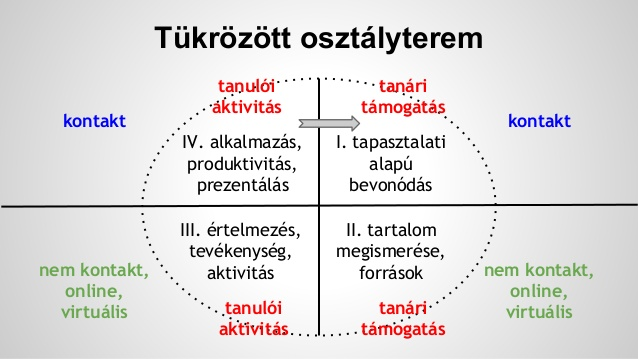 Tükrözött osztályterem
tanulói
aktivitás
tanári
támogatás
kontakt
kontakt
IV. alkalmazás,
produktivitás,
prezentálás
I. tapasztalati
alapú
bevonódás
III. értelmezés,
tevékenység,
aktivitás
II. tartalom
megismerése,
források
nem kontakt,
online,
virtuális
nem kontakt,
online,
virtuális
tanulói
aktivitás
tanári
támogatás